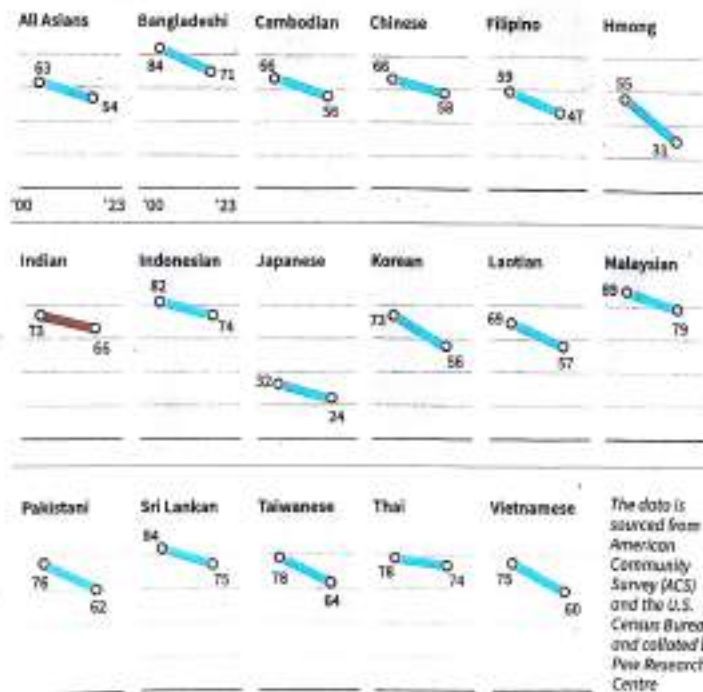 All Asians Bangladeshi Cambodian Chinese Filipino Hmong
63 54
84 71
66 56
66 58
59 47
55 31
'00 '23 '00 '23
Indian Indonesian Japanese Korean Laotian Malaysian
73 66
82 74
32 24
73 56
69 57
89 79
Pakistani Sri Lankan Taiwanese Thai Vietnamese
76 62
84 75
78 64
78 74
75 60
The data is
sourced from
American
Community
Survey (ACS)
and the U.S.
Census Burea
and collated b
Pew Research
Centre